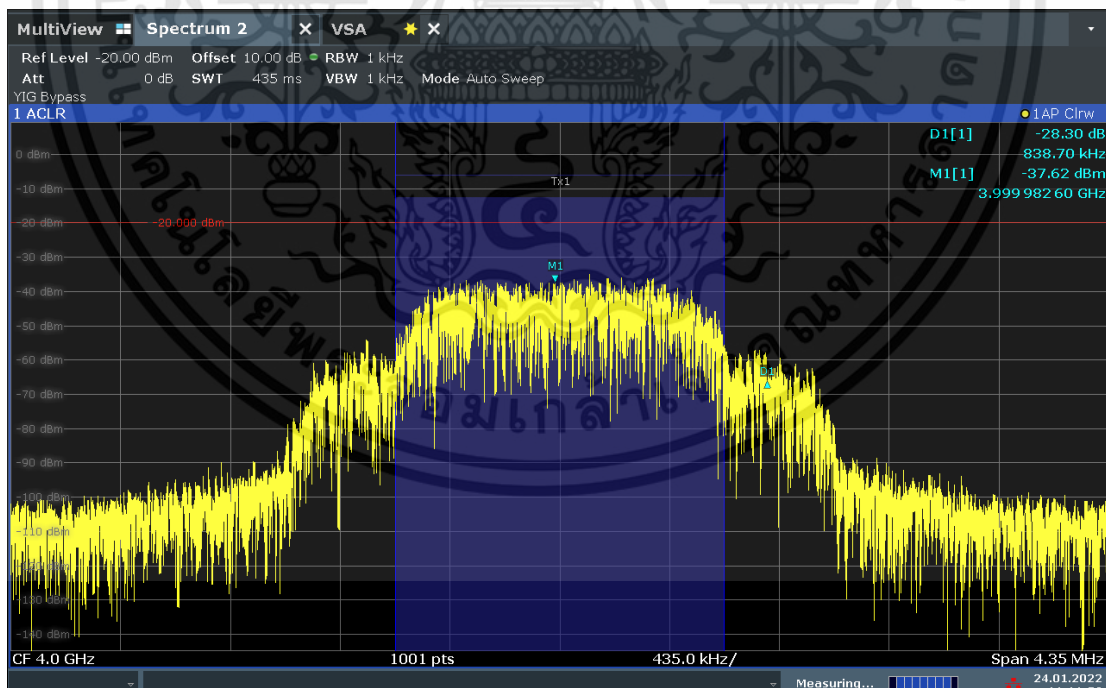 MultiView Spectrum 2 X VSA X
Ref Level -20.00 dBm Offset 10.00 dB RBW 1 kHz
Att 0 dB SWT 435 ms VBW 1 kHz Mode Auto Sweep
YIG Bypass
1 ACLR 1AP Clrw
D1[1] -28.30 dB
838.70 kHz
M1[1] -37.62 dBm
3.999 982 60 GHz
0 dBm
Tx1
-10 dBm
-20 dBm -20.000 dBm
-30 dBm
M1
-40 dBm
-50 dBm
-60 dBm
D1
-70 dBm
-80 dBm
-90 dBm
-100 dBm
-110 dBm
-120 dBm
-130 dBm
-140 dBm
CF 4.0 GHz 1001 pts 435.0 kHz/ Span 4.35 MHz
Measuring... 24.01.2022